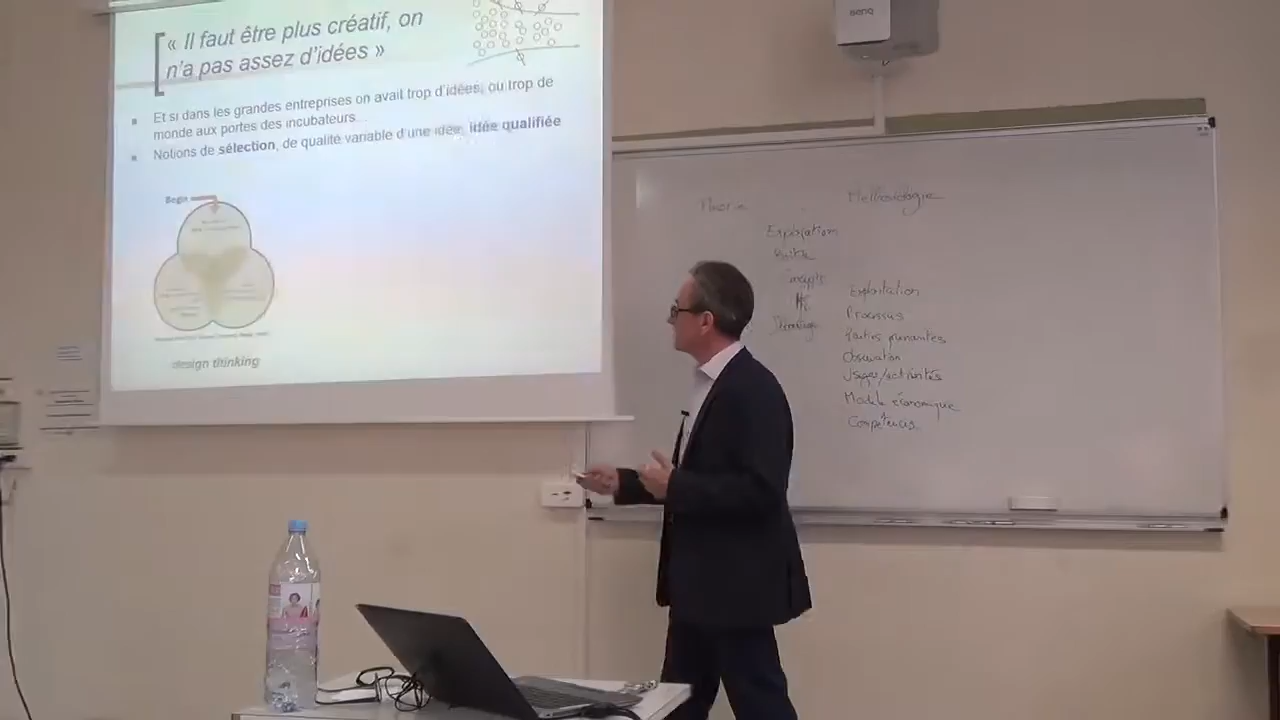 « Il faut être plus créatif, on
n'a pas assez d'idées »
Et si dans les grandes entreprises on avait trop d'idées, ou trop de
monde aux portes des incubateurs...
Notions de sélection, de qualité variable d'une idée, idée qualifiée
Begin
design thinking
BenQ
Théorie
Méthodologie
Exploration
Concepts
Exploitation
Processus
Parties prenantes
Observation
Usages/activités
Modèle économique
Compétences